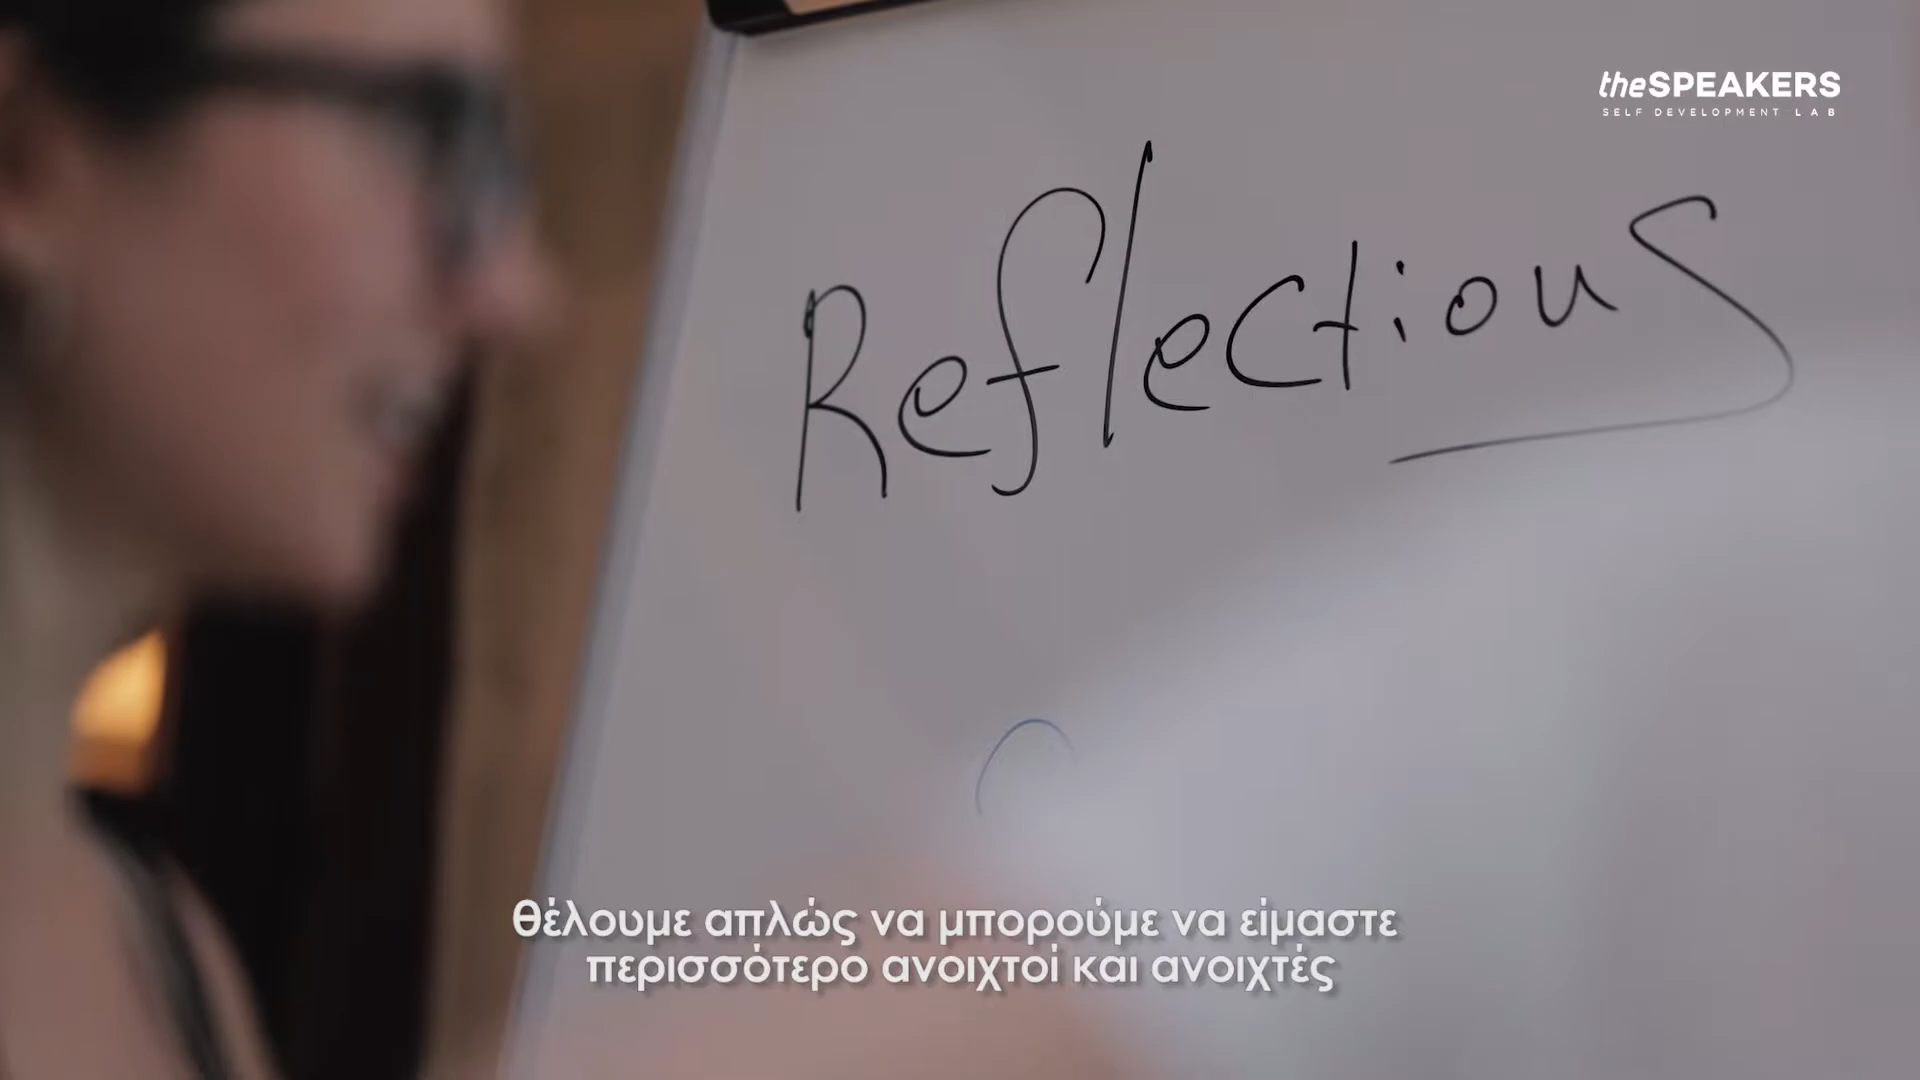 theSPEAKERS
SELF DEVELOPMENT LAB
Reflections
θέλουμε απλώς να μπορούμε να είμαστε
περισσότερο ανοιχτοί και ανοιχτές